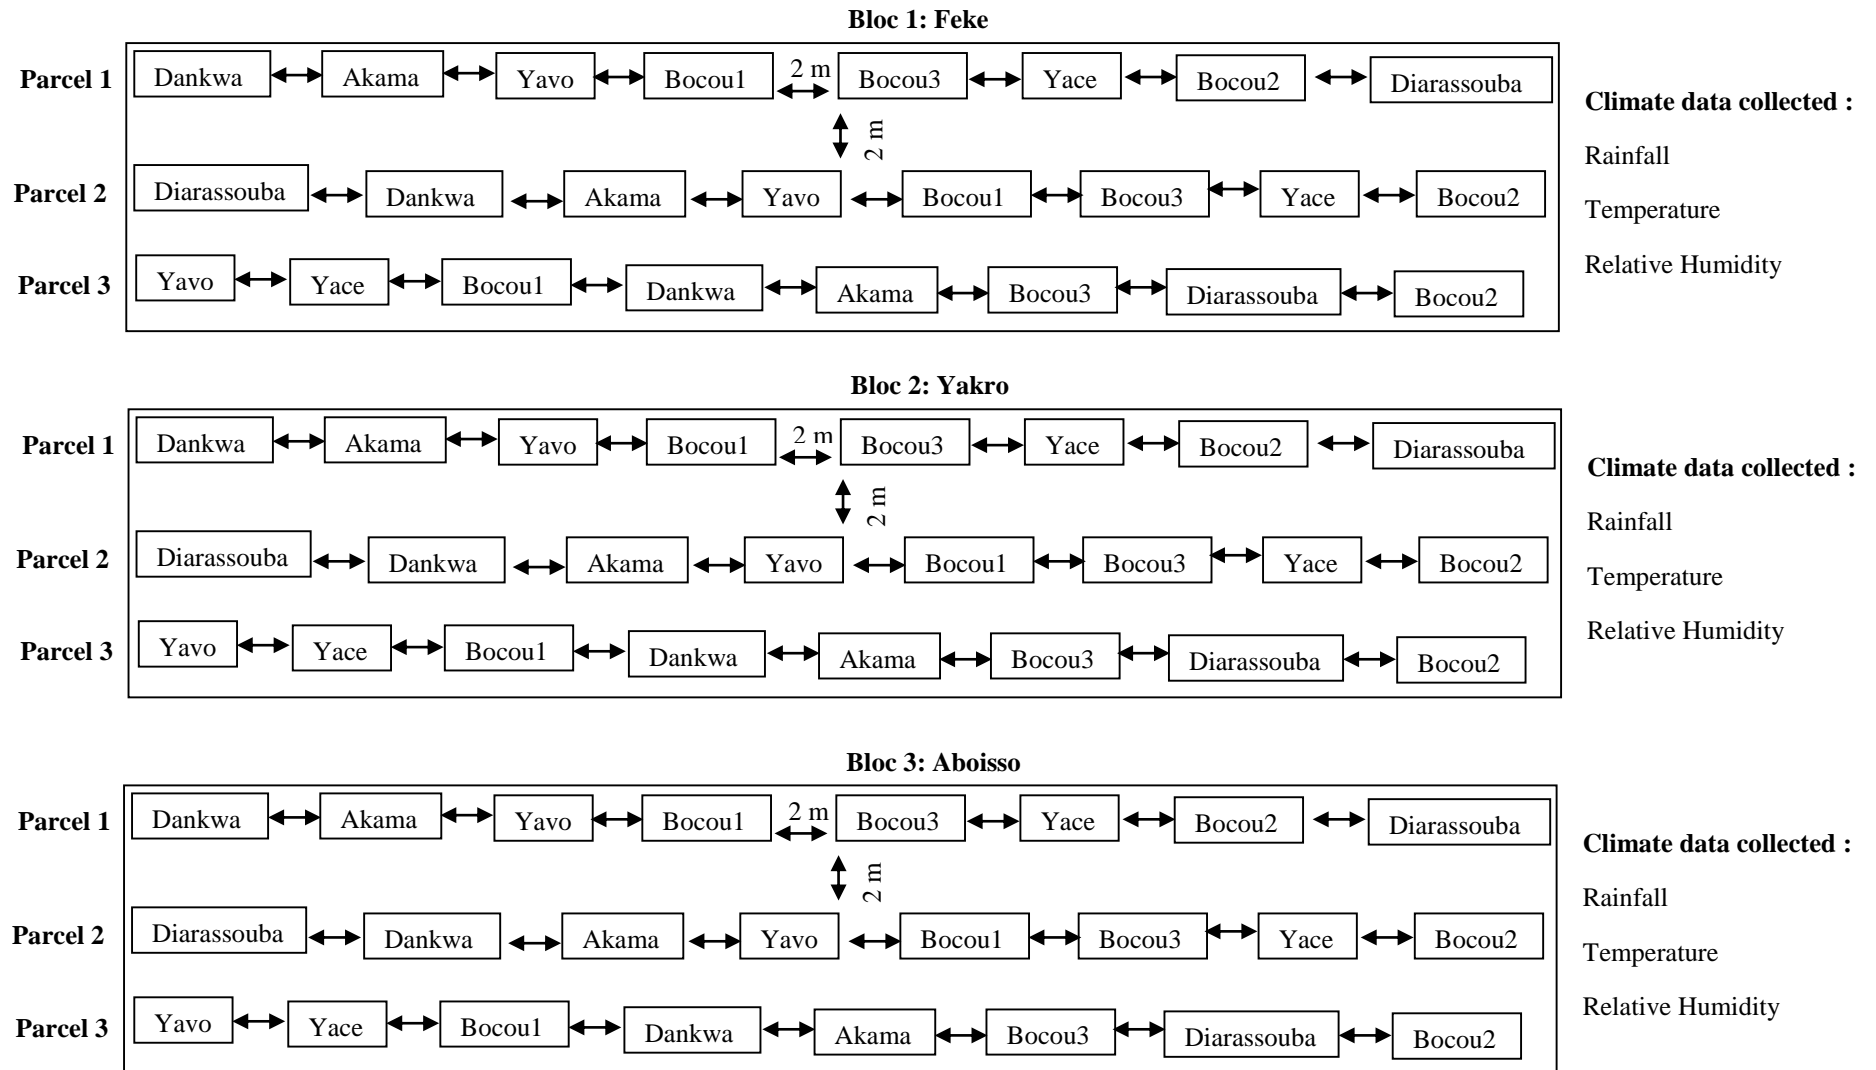 Bloc 1: Feke
Parcel 1 Dankwa Akama Yavo Bocou1 2 m Bocou3 Yace Bocou2 Diarassouba
Climate data collected :
2 m
Rainfall
Parcel 2 Diarassouba Dankwa Akama Yavo Bocou1 Bocou3 Yace Bocou2
Temperature
Relative Humidity
Parcel 3 Yavo Yace Bocou1 Dankwa Akama Bocou3 Diarassouba Bocou2
Bloc 2: Yakro
Parcel 1 Dankwa Akama Yavo Bocou1 2 m Bocou3 Yace Bocou2 Diarassouba
Climate data collected :
2 m
Rainfall
Parcel 2 Diarassouba Dankwa Akama Yavo Bocou1 Bocou3 Yace Bocou2
Temperature
Relative Humidity
Parcel 3 Yavo Yace Bocou1 Dankwa Akama Bocou3 Diarassouba Bocou2
Bloc 3: Aboisso
Parcel 1 Dankwa Akama Yavo Bocou1 2 m Bocou3 Yace Bocou2 Diarassouba
Climate data collected :
2 m
Rainfall
Parcel 2 Diarassouba Dankwa Akama Yavo Bocou1 Bocou3 Yace Bocou2
Temperature
Relative Humidity
Parcel 3 Yavo Yace Bocou1 Dankwa Akama Bocou3 Diarassouba Bocou2